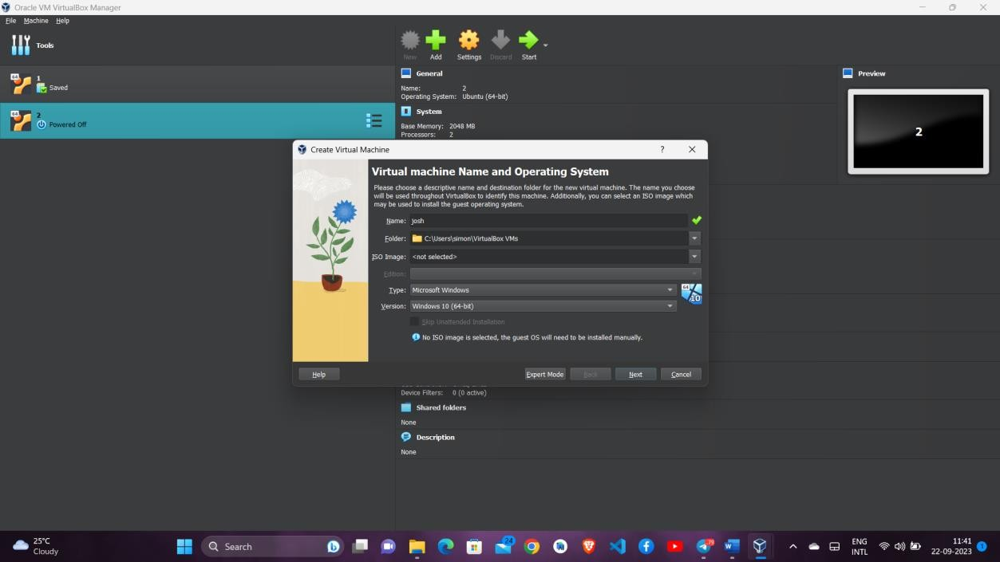 Oracle VM VirtualBox Manager
File Machine Help
Tools
New Add Settings Discard Start
64 1
Saved
64 2
Powered Off
General
Name: 2
Operating System: Ubuntu (64-bit)
System
Base Memory: 2048 MB
Processors: 2
Preview
2
Create Virtual Machine ?
Virtual machine Name and Operating System
Please choose a descriptive name and destination folder for the new virtual machine. The name you choose
will be used throughout VirtualBox to identify this machine. Additionally, you can select an ISO image which
may be used to install the guest operating system.
Name: josh
Folder: C:\Users\simon\VirtualBox VMs
ISO Image: <not selected>
Edition:
Type: Microsoft Windows
Version: Windows 10 (64-bit)
64
10
Skip Unattended Installation
No ISO image is selected, the guest OS will need to be installed manually.
Help Expert Mode Back Next Cancel
Device Filters: 0 (0 active)
Shared folders
None
Description
None
25°C
Cloudy
Search
24
79
ENG
INTL
11:41
22-09-2023
1